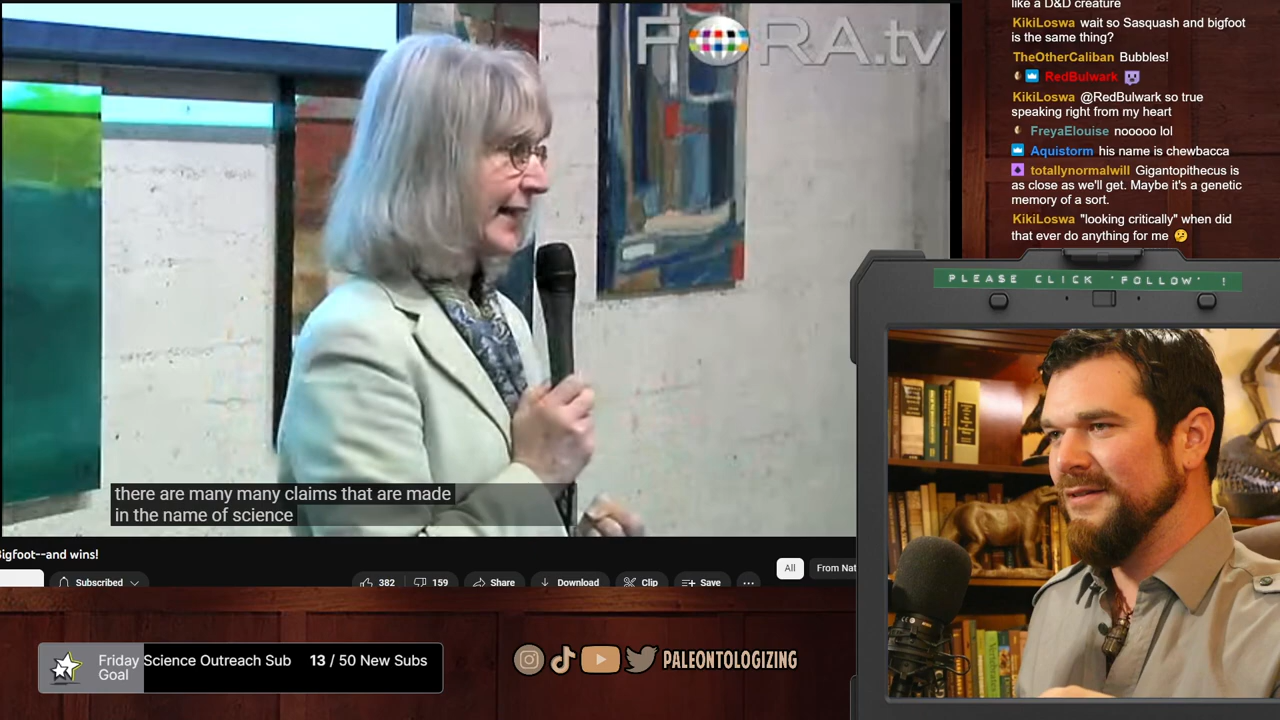 FORA.tv
like a D&D creature
KikiLoswa wait so Sasquash and bigfoot
is the same thing?
TheOtherCaliban Bubbles!
RedBulwark
KikiLoswa @RedBulwark so true
speaking right from my heart
FreyaElouise nooooo lol
Aquistorm his name is chewbacca
totallynormalwill Gigantopithecus is
as close as we'll get. Maybe it's a genetic
memory of a sort.
KikiLoswa "looking critically" when did
that ever do anything for me 🤔
PLEASE CLICK 'FOLLOW' !
there are many many claims that are made
in the name of science
Bigfoot--and wins!
Subscribed
382
159
Share
Download
Clip
Save
...
All
From Nat
Friday Science Outreach Sub
Goal
13 / 50 New Subs
PALEONTOLOGIZING